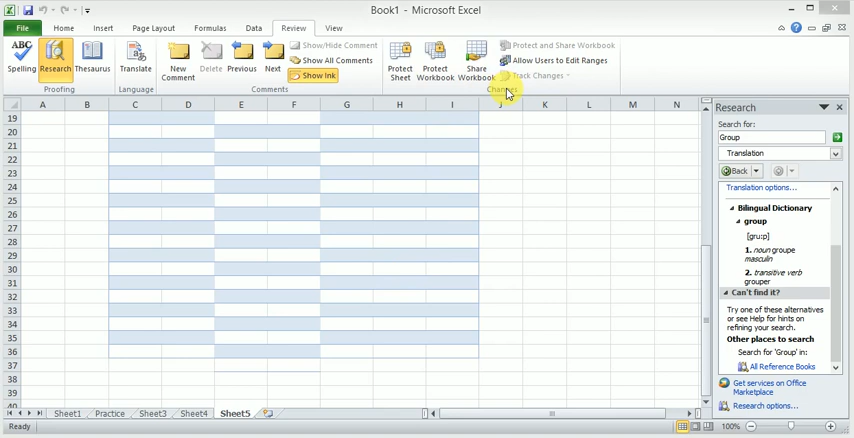 Book1 - Microsoft Excel
File Home Insert Page Layout Formulas Data Review View
ABC
Spelling Research Thesaurus
Proofing
Translate
Language
New Comment Delete Previous Next
Show/Hide Comment
Show All Comments
Show Ink
Comments
Protect Sheet Protect Workbook Share Workbook
Protect and Share Workbook
Allow Users to Edit Ranges
Track Changes
Changes
A B C D E F G H I J K L M N
19
20
21
22
23
24
25
26
27
28
29
30
31
32
33
34
35
36
37
38
39
40
Research
Search for:
Group
Translation
Back
Translation options...
Bilingual Dictionary
group
[gru:p]
1. noun groupe
masculin
2. transitive verb
grouper
Can't find it?
Try one of these alternatives
or see Help for hints on
refining your search.
Other places to search
Search for 'Group' in:
All Reference Books
Get services on Office
Marketplace
Research options...
Sheet1 Practice Sheet3 Sheet4 Sheet5
Ready
100%